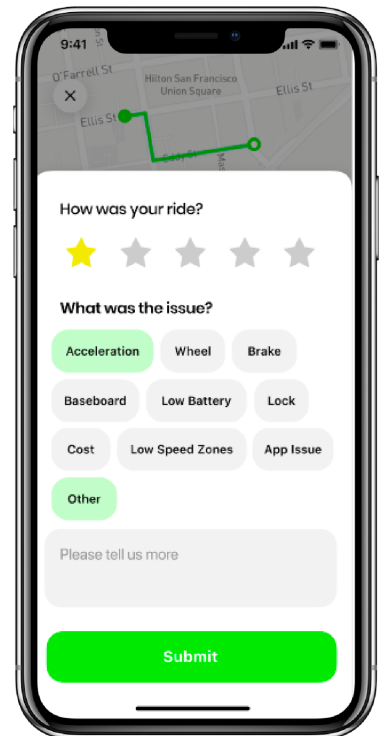 9:41
O'Farrell St
Hilton San Francisco
Union Square
Ellis St
Ellis St
Eddy St
How was your ride?
What was the issue?
Acceleration Wheel Brake
Baseboard Low Battery Lock
Cost Low Speed Zones App Issue
Other
Please tell us more
Submit